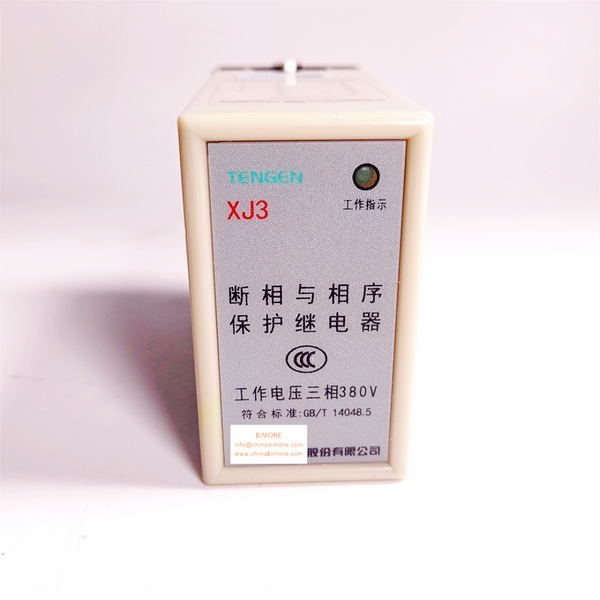 TENGEN
XJ3
工作指示
断相与相序
保护继电器
CCC
工作电压三相380V
符合标准:GB/T 14048.5
BIMORE
info@chinabimore.com
www.chinabimore.com
股份有限公司